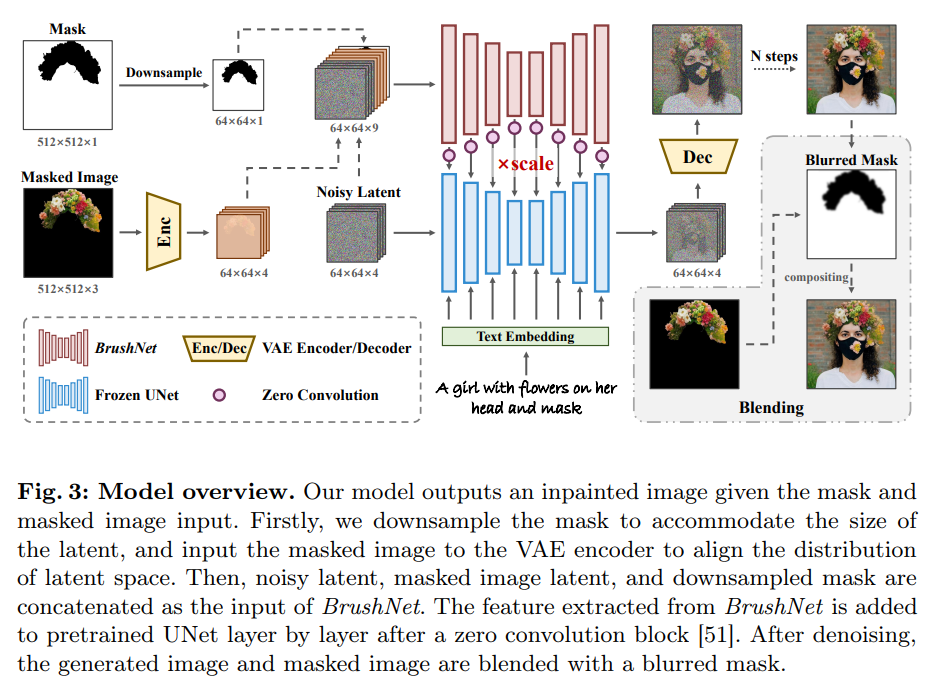 Mask
Downsample
512×512×1
64×64×1
64×64×9
Masked Image
Enc
512×512×3
64×64×4
Noisy Latent
64×64×4
×scale
Text Embedding
A girl with flowers on her
head and mask
Dec
64×64×4
N steps
Blurred Mask
compositing
Blending
BrushNet
Enc/Dec
VAE Encoder/Decoder
Frozen UNet
Zero Convolution
Fig. 3: Model overview. Our model outputs an inpainted image given the mask and
masked image input. Firstly, we downsample the mask to accommodate the size of
the latent, and input the masked image to the VAE encoder to align the distribution
of latent space. Then, noisy latent, masked image latent, and downsampled mask are
concatenated as the input of BrushNet. The feature extracted from BrushNet is added
to pretrained UNet layer by layer after a zero convolution block [51]. After denoising,
the generated image and masked image are blended with a blurred mask.